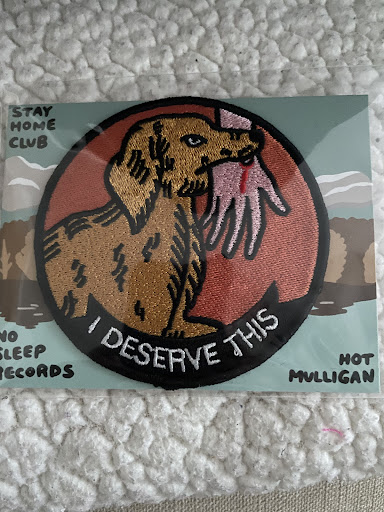 STAY
HOME
CLUB
I DESERVE THIS
NO
SLEEP
RECORDS
HOT
MULLIGAN